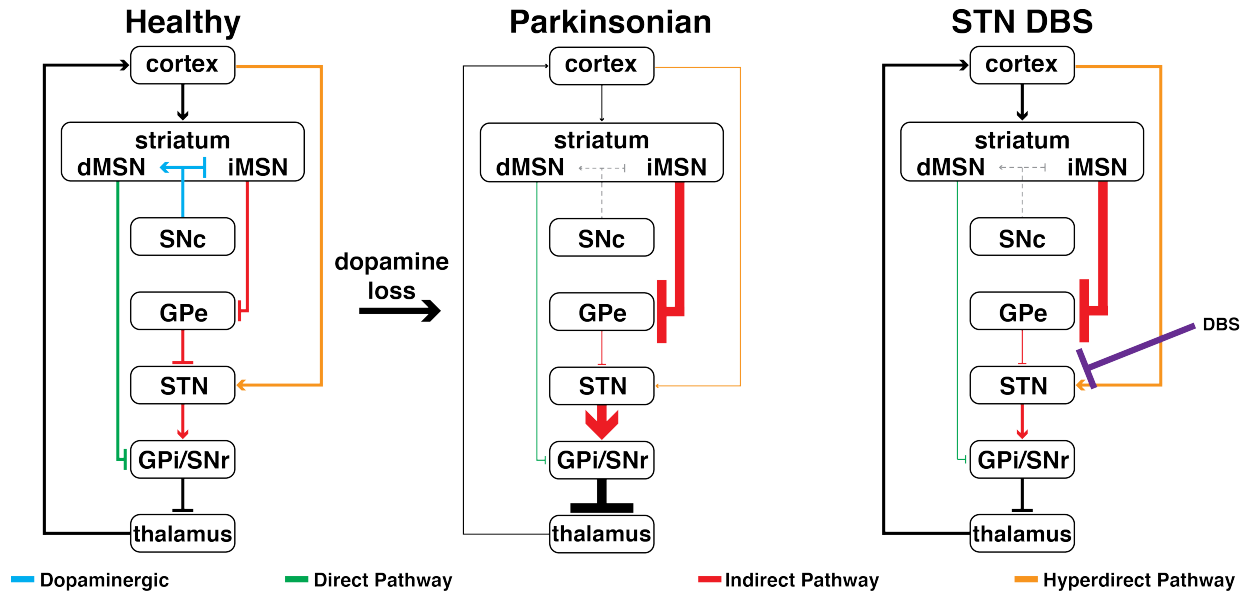 Healthy
cortex
striatum
dMSN iMSN
SNc
GPe
STN
GPi/SNr
thalamus
dopamine
loss
Parkinsonian
cortex
striatum
dMSN iMSN
SNc
GPe
STN
GPi/SNr
thalamus
STN DBS
cortex
striatum
dMSN iMSN
SNc
GPe
DBS
STN
GPi/SNr
thalamus
Dopaminergic
Direct Pathway
Indirect Pathway
Hyperdirect Pathway